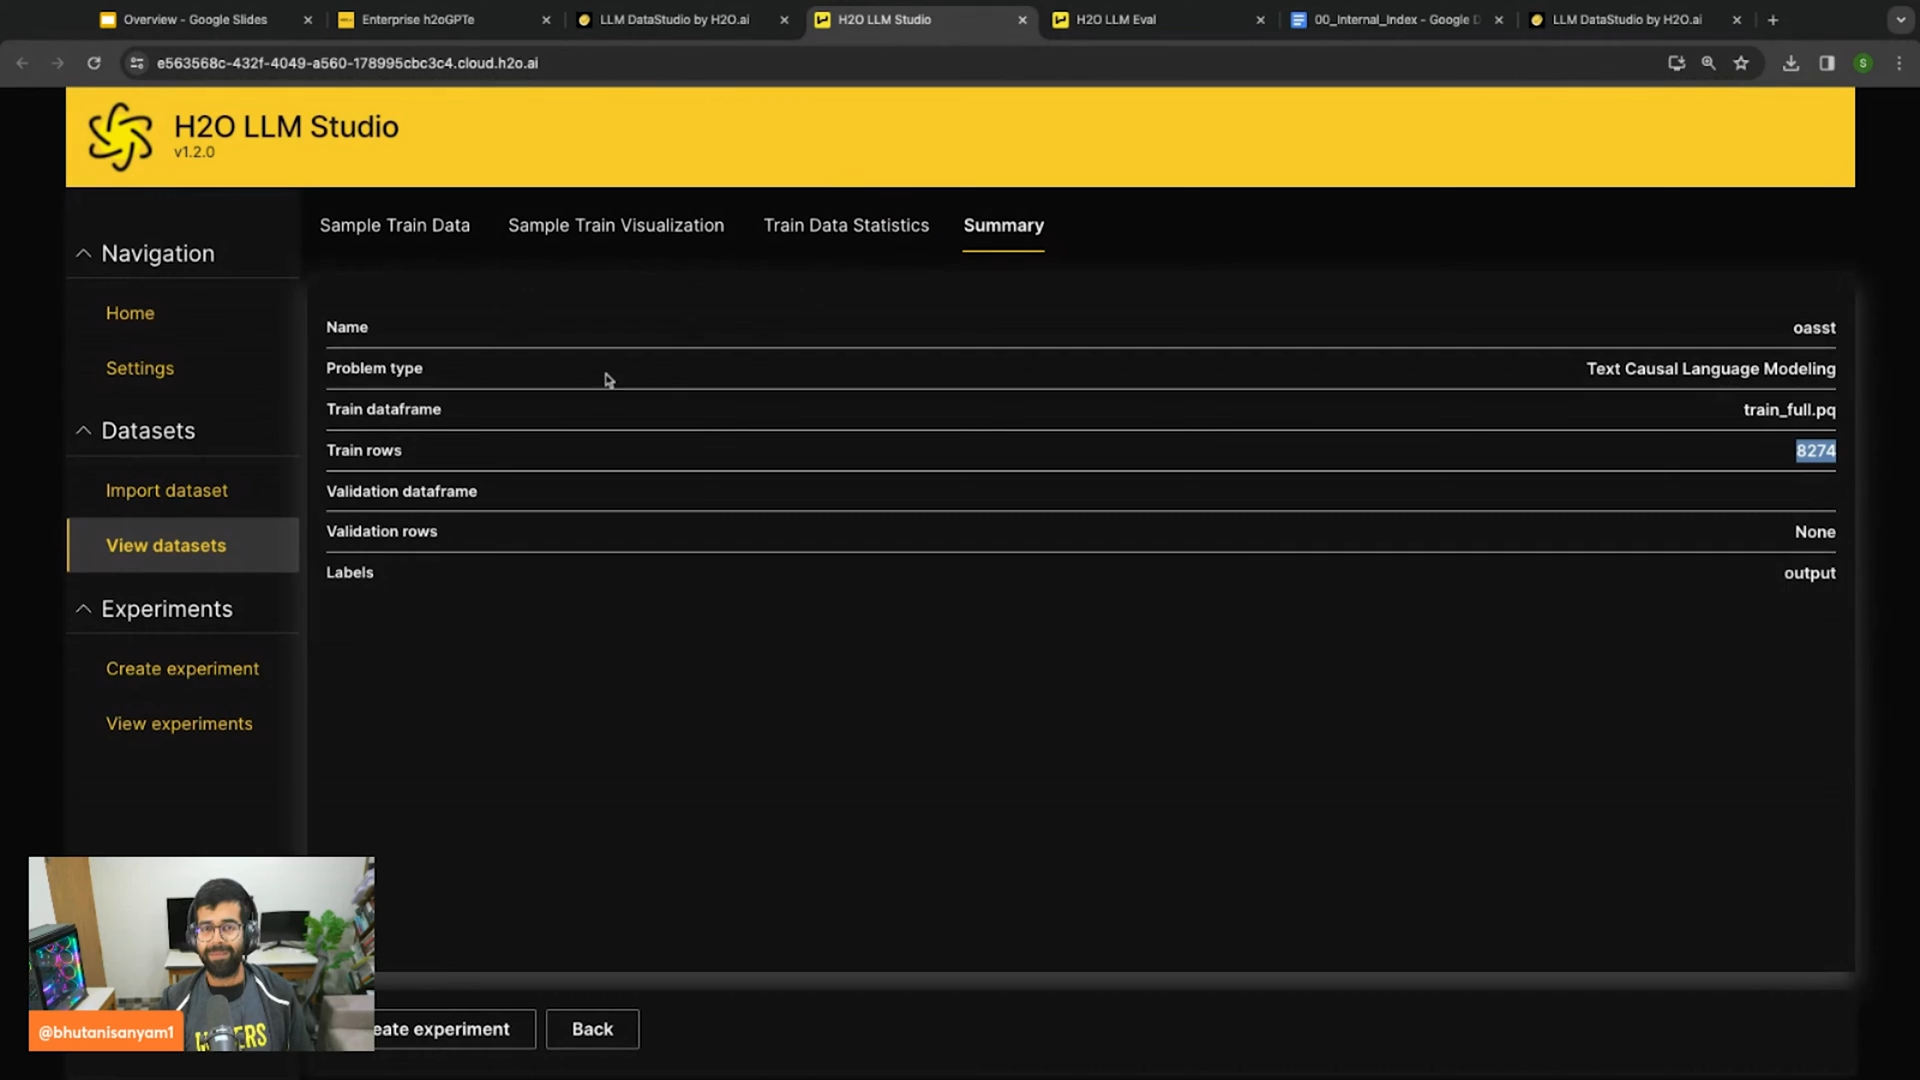 Overview - Google Slides
Enterprise h2oGPTe
LLM DataStudio by H2O.ai
H2O LLM Studio
H2O LLM Eval
00_Internal_Index - Google D
LLM DataStudio by H2O.ai
e563568c-432f-4049-a560-178995cbc3c4.cloud.h2o.ai
S
H2O LLM Studio
v1.2.0
Navigation
Home
Settings
Datasets
Import dataset
View datasets
Experiments
Create experiment
View experiments
Sample Train Data
Sample Train Visualization
Train Data Statistics
Summary
Name oasst
Problem type Text Causal Language Modeling
Train dataframe train_full.pq
Train rows 8274
Validation dataframe
Validation rows None
Labels output
eate experiment
Back
@bhutanisanyam1